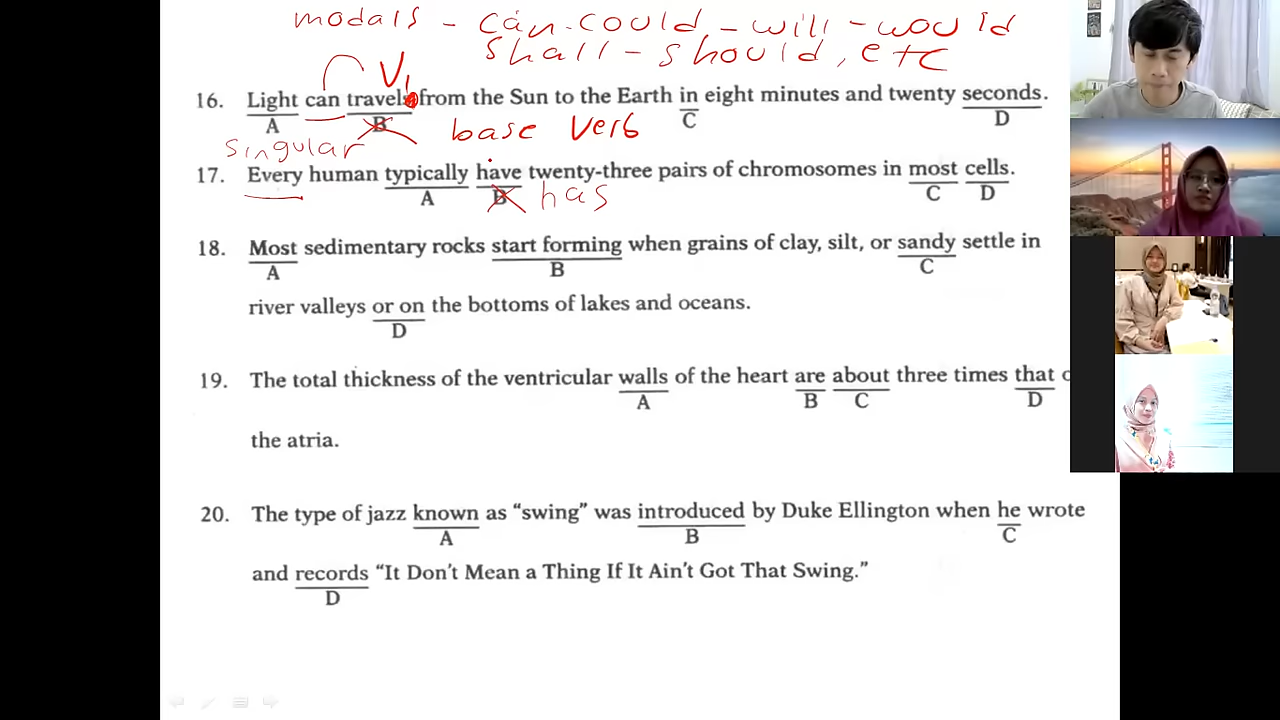 modals - can - could - will - would
shall - should, etc
V1
16. Light can travels from the Sun to the Earth in eight minutes and twenty seconds.
A B C D
base verb
singular
17. Every human typically have twenty-three pairs of chromosomes in most cells.
A B C D
has
18. Most sedimentary rocks start forming when grains of clay, silt, or sandy settle in
A B C
river valleys or on the bottoms of lakes and oceans.
D
19. The total thickness of the ventricular walls of the heart are about three times that
A B C D
the atria.
20. The type of jazz known as “swing” was introduced by Duke Ellington when he wrote
A B C
and records “It Don’t Mean a Thing If It Ain’t Got That Swing.”
D